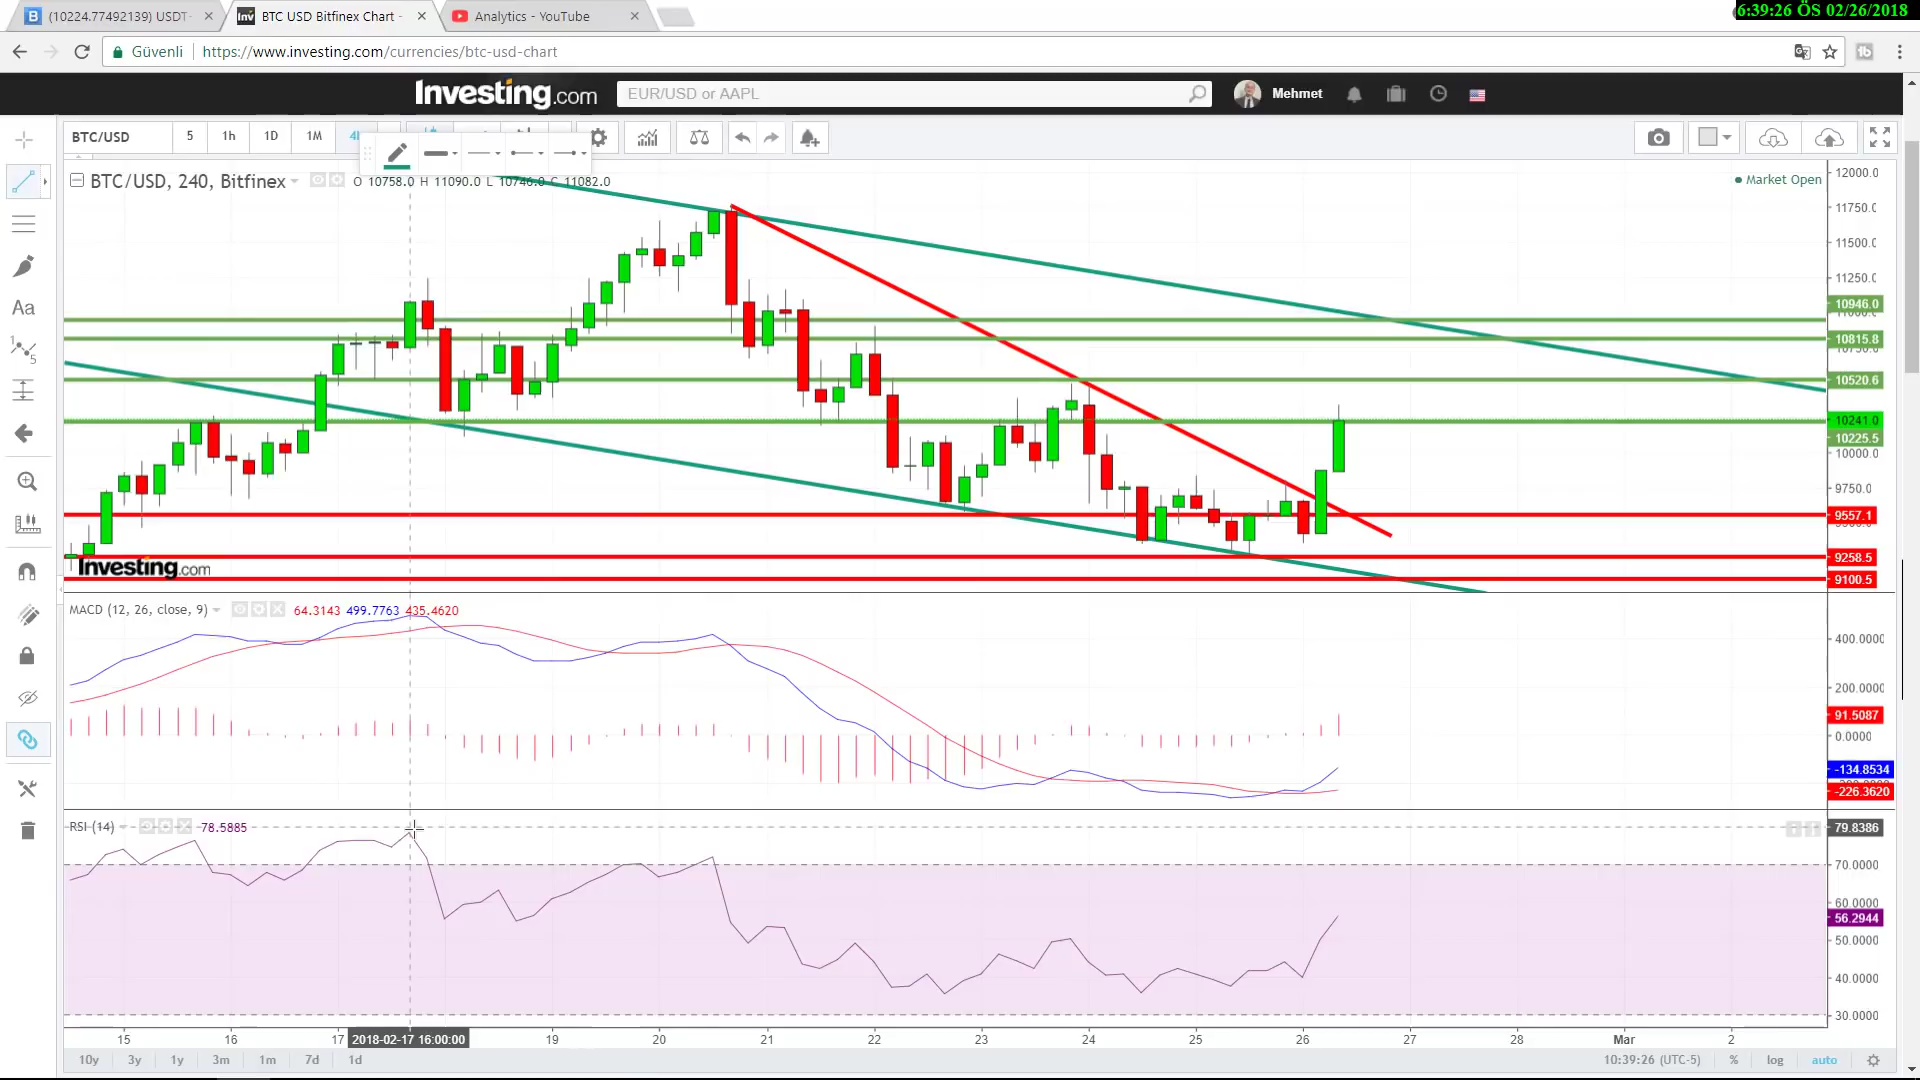 (10224.77492139) USDT
BTC USD Bitfinex Chart -
Analytics - YouTube
6:39:26 ÖS 02/26/2018
Güvenli
https://www.investing.com/currencies/btc-usd-chart
Investing.com
EUR/USD or AAPL
Mehmet
BTC/USD 5 1h 1D 1M
BTC/USD, 240, Bitfinex
O 10758.0 H 11090.0 L 10746.0 C 11082.0
Market Open
12000.0
11750.0
11500.0
11250.0
10946.0
10815.8
10520.6
10241.0
10225.5
10000.0
9750.0
9557.1
9258.5
9100.5
Investing.com
MACD (12, 26, close, 9) 64.3143 499.7763 435.4620
400.0000
200.0000
91.5087
0.0000
-134.8534
-226.3620
RSI (14) 78.5885
79.8386
70.0000
60.0000
56.2944
50.0000
40.0000
30.0000
15 16 17 2018-02-17 16:00:00 19 20 21 22 23 24 25 26 27 28 Mar 2
10y 3y 1y 3m 1m 7d 1d
10:39:26 (UTC-5) % log auto